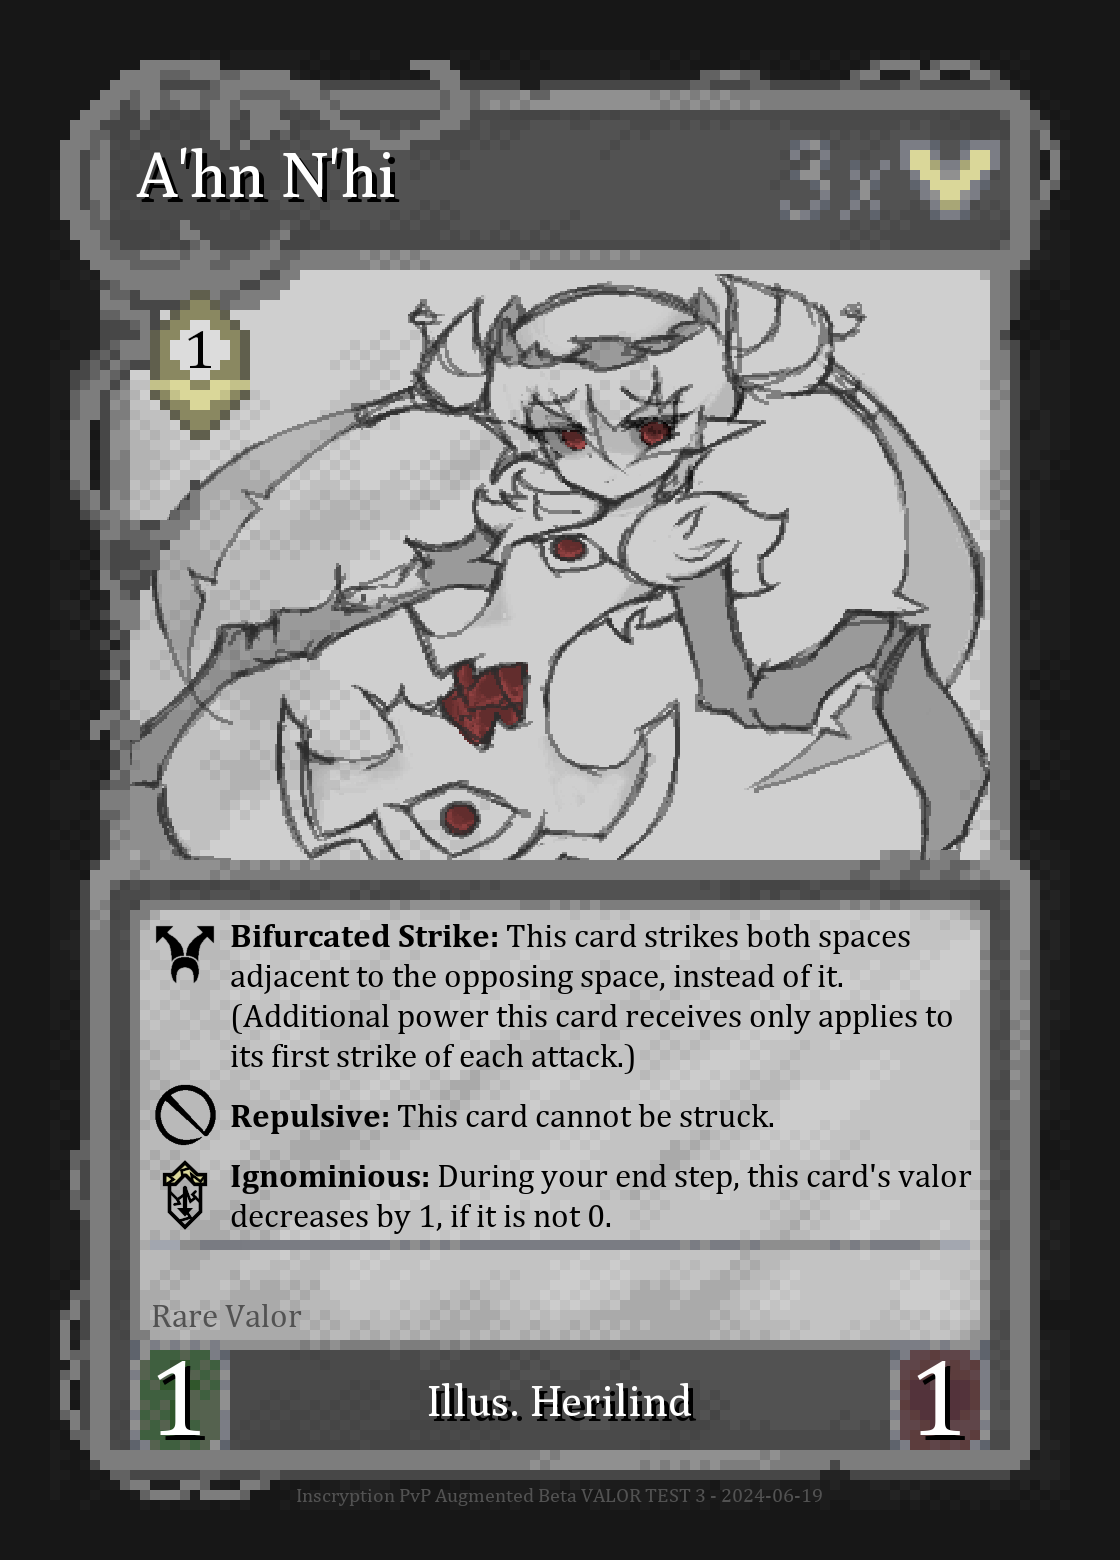 A'hn N'hi
3x
1
Bifurcated Strike: This card strikes both spaces
adjacent to the opposing space, instead of it.
(Additional power this card receives only applies to
its first strike of each attack.)
Repulsive: This card cannot be struck.
Ignominious: During your end step, this card's valor
decreases by 1, if it is not 0.
Rare Valor
1
Illus. Herilind
1
Inscryption PvP Augmented Beta VALOR TEST 3 - 2024-06-19